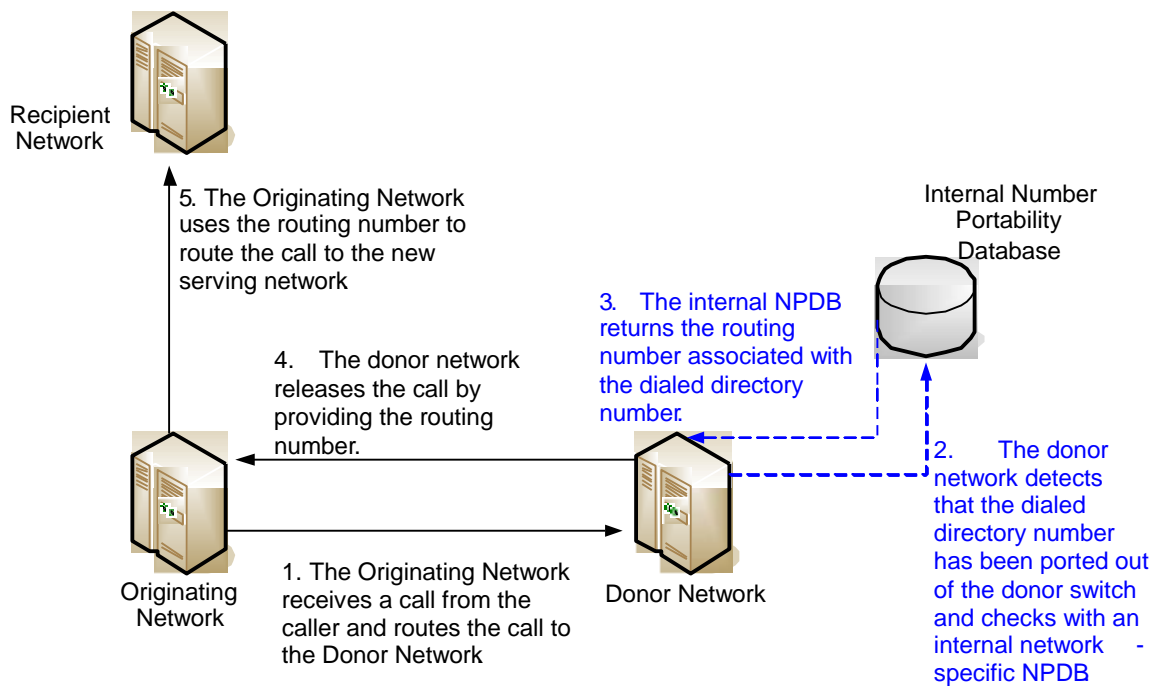 Recipient
Network
5. The Originating Network
uses the routing number to
route the call to the new
serving network
Internal Number
Portability
Database
3. The internal NPDB
returns the routing
number associated with
the dialed directory
number.
4. The donor network
releases the call by
providing the routing
number.
2. The donor
network detects
that the dialed
directory number
has been ported out
of the donor switch
and checks with an
internal network -
specific NPDB.
Originating
Network
1. The Originating Network
receives a call from the
caller and routes the call to
the Donor Network
Donor Network